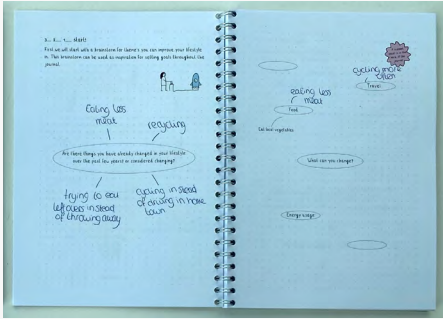 3... 2... 1... start!
First we will start with a brainstorm for theme's you can improve your lifestyle
in. This brainstorm can be used as inspiration for setting goals throughout the
journal.
Eating less
meat
recycling
Are there things you have already changed in your lifestyle
over the past few years or considered changing?
trying to eat
leftovers instead
of throwing away
cycling instead
of driving in home
town
cycling more
often
Travel
eating less
meat
Food
Eat more vegetables
What can you change?
Energy usage